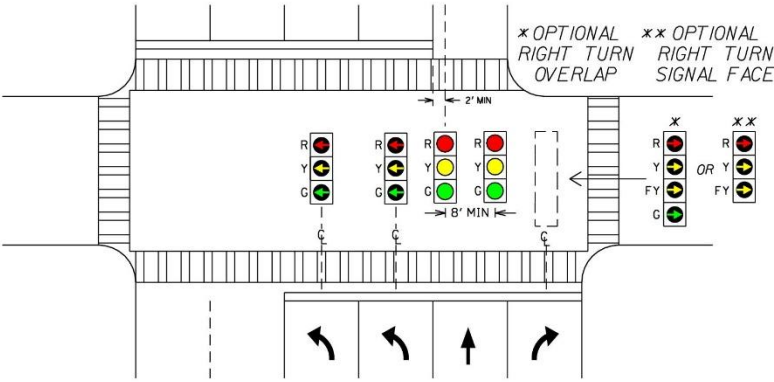 * OPTIONAL
RIGHT TURN
OVERLAP
** OPTIONAL
RIGHT TURN
SIGNAL FACE
2' MIN
R
Y
G
R
Y
G
R
Y
G
R
Y
G
8' MIN
*
R
Y
FY
G
OR
**
R
Y
FY
℄
℄
℄